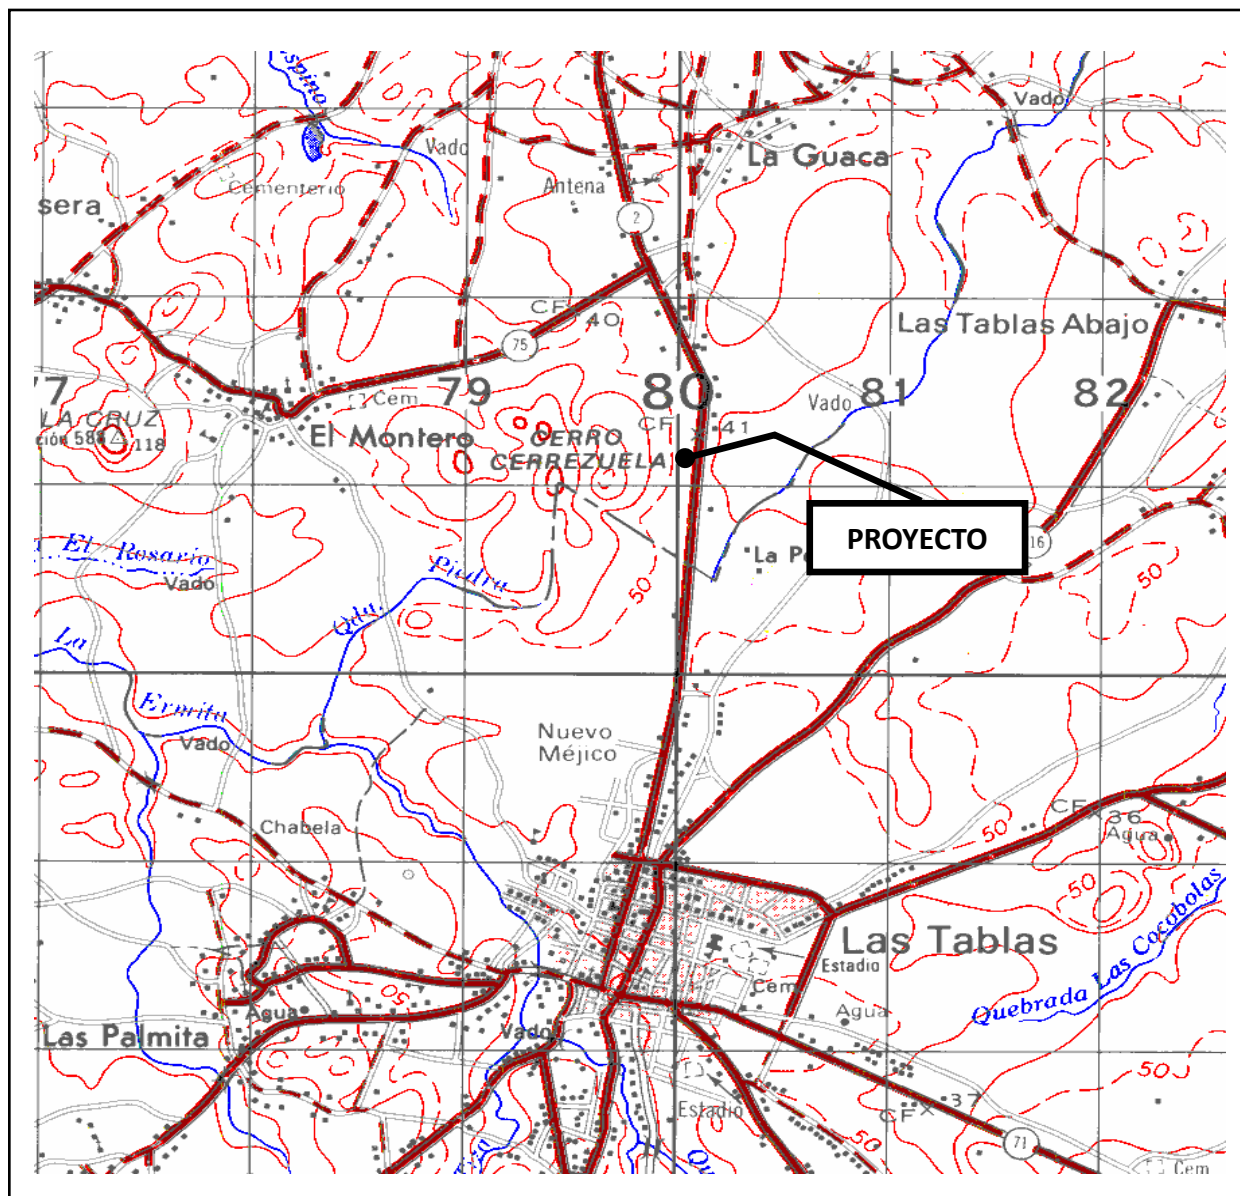 spino
Vado
Vado
La Guaca
Cementerio
Antena
sera
2
CF
40
Las Tablas Abajo
75
77
79
80
81
82
Cem
Vado
LA CRUZ
ción 588
118
El Montero
CF
41
CERRO
CERREZUELA
PROYECTO
16
El Rosario
Vado
Qda.
Piedra
50
La Pe
50
La
Ermita
Vado
Nuevo
Méjico
Chabela
50
CF
36
Agua
50
Las Tablas
Estadio
Cem
Quebrada Las Cocobolas
50
Agua
Agua
Las Palmita
Vado
50
Estadio
CF
37
50
71
Cem